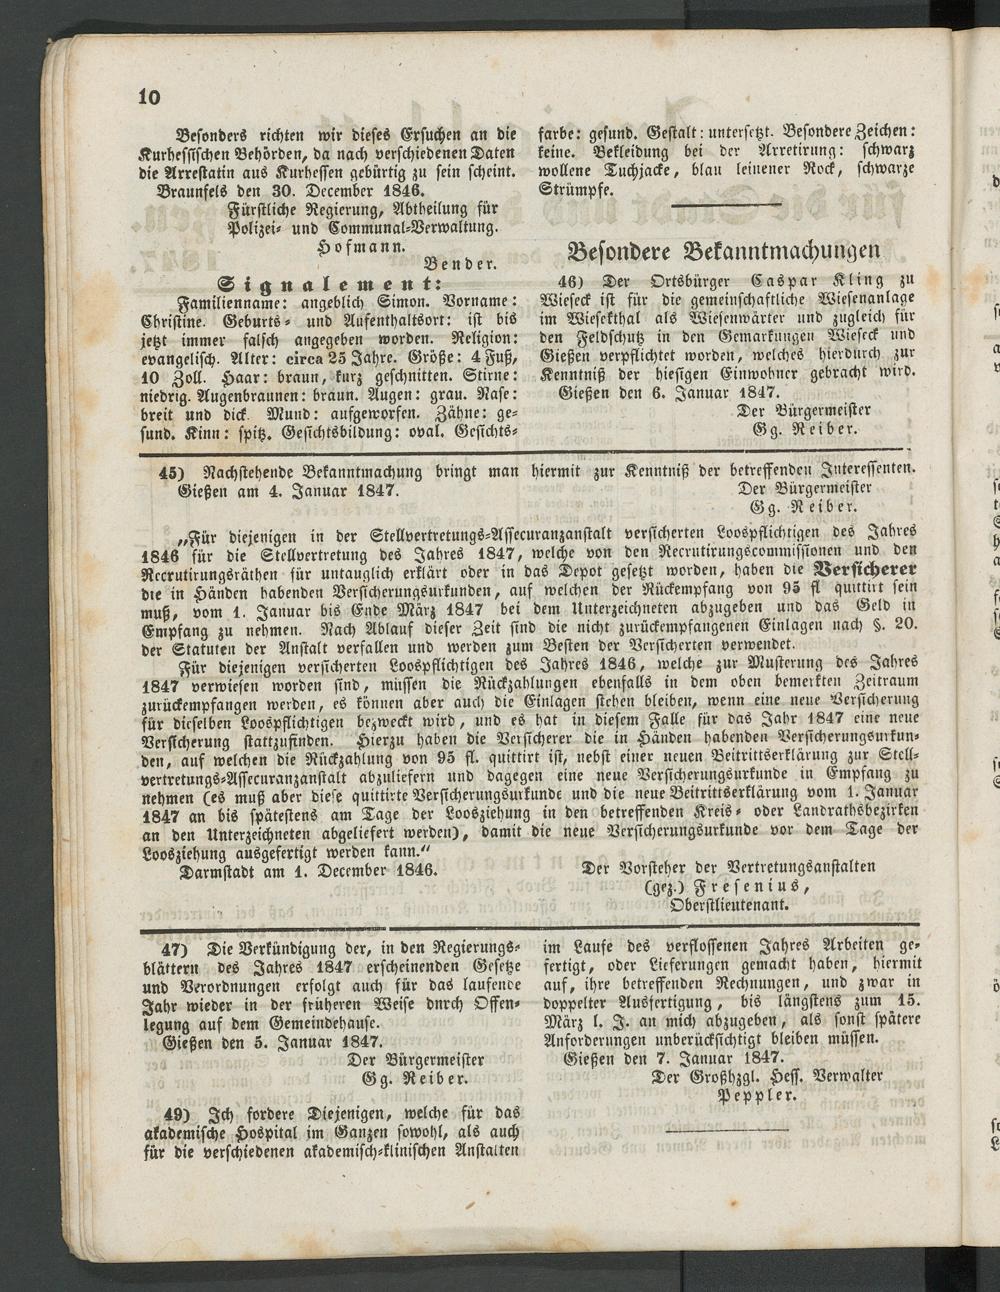 10
Besonders richten wir dieses Ersuchen an die
Kurhessischen Behörden, da nach verschiedenen Daten
die Arrestatin aus Kurhessen gebürtig zu sein scheint.
Braunfels den 30. December 1846.
Fürstliche Regierung, Abtheilung für
Polizei- und Communal-Verwaltung.
Hofmann.
Bender.
Signalement:
Familienname: angeblich Simon. Vorname:
Christine. Geburts- und Aufenthaltsort: ist bis
jetzt immer falsch angegeben worden. Religion:
evangelisch. Alter: circa 25 Jahre. Größe: 4 Fuß,
10 Zoll. Haar: braun, kurz geschnitten. Stirne:
niedrig. Augenbraunen: braun. Augen: grau. Nase:
breit und dick. Mund: aufgeworfen. Zähne: ge-
sund. Kinn: spitz. Gesichtsbildung: oval. Gesichts-
farbe: gesund. Gestalt: untersetzt. Besondere Zeichen:
keine. Bekleidung bei der Arretirung: schwarz
wollene Tuchjacke, blau leinener Rock, schwarze
Strümpfe.
Besondere Bekanntmachungen
46) Der Ortsbürger Caspar Kling zu
Wieseck ist für die gemeinschaftliche Wiesenanlage
im Wieseckthal als Wiesenwärter und zugleich für
den Feldschutz in den Gemarkungen Wieseck und
Gießen verpflichtet worden, welches hierdurch zur
Kenntniß der hiesigen Einwohner gebracht wird.
Gießen den 6. Januar 1847.
Der Bürgermeister
Gg. Reiber.
45) Nachstehende Bekanntmachung bringt man hiermit zur Kenntniß der betreffenden Interessenten.
Gießen am 4. Januar 1847.
Der Bürgermeister
Gg. Reiber.
„Für diejenigen in der Stellvertretungs-Assecuranzanstalt versicherten Loospflichtigen des Jahres
1846 für die Stellvertretung des Jahres 1847, welche von den Recrutirungscommissionen und den
Recrutirungsräthen für untauglich erklärt oder in das Depot gesetzt worden, haben die Versicherer
die in Händen habenden Versicherungsurkunden, auf welchen der Rückempfang von 95 fl quittirt sein
muß, vom 1. Januar bis Ende März 1847 bei dem Unterzeichneten abzugeben und das Geld in
Empfang zu nehmen. Nach Ablauf dieser Zeit sind die nicht zurückempfangenen Einlagen nach §. 20.
der Statuten der Anstalt verfallen und werden zum Besten der Versicherten verwendet.
Für diejenigen versicherten Loospflichtigen des Jahres 1846, welche zur Musterung des Jahres
1847 verwiesen worden sind, müssen die Rückzahlungen ebenfalls in dem oben bemerkten Zeitraum
zurückempfangen werden, es können aber auch die Einlagen stehen bleiben, wenn eine neue Versicherung
für dieselben Loospflichtigen bezweckt wird, und es hat in diesem Falle für das Jahr 1847 eine neue
Versicherung stattzufinden. Hierzu haben die Versicherer die in Händen habenden Versicherungsurkun-
den, auf welchen die Rückzahlung von 95 fl. quittirt ist, nebst einer neuen Beitrittserklärung zur Stell-
vertretungs-Assecuranzanstalt abzuliefern und dagegen eine neue Versicherungsurkunde in Empfang zu
nehmen (es muß aber diese quittirte Versicherungsurkunde und die neue Beitrittserklärung vom 1. Januar
1847 an bis spätestens am Tage der Loosziehung in den betreffenden Kreis- oder Landrathsbezirken
an den Unterzeichneten abgeliefert werden), damit die neue Versicherungsurkunde vor dem Tage der
Loosziehung ausgefertigt werden kann.“
Darmstadt am 1. December 1846.
Der Vorsteher der Vertretungsanstalten
(gez.) Fresenius,
Oberstlieutenant.
47) Die Verkündigung der, in den Regierungs-
blättern des Jahres 1847 erscheinenden Gesetze
und Verordnungen erfolgt auch für das laufende
Jahr wieder in der früheren Weise dnrch Offen-
legung auf dem Gemeindehause.
Gießen den 5. Januar 1847.
Der Bürgermeister
Gg. Reiber.
49) Ich fordere Diejenigen, welche für das
akademische Hospital im Ganzen sowohl, als auch
für die verschiedenen akademisch-klinischen Anstalten
im Laufe des verflossenen Jahres Arbeiten ge-
fertigt, oder Lieferungen gemacht haben, hiermit
auf, ihre betreffenden Rechnungen, und zwar in
doppelter Ausfertigung, bis längstens zum 15.
März l. J. an mich abzugeben, als sonst spätere
Anforderungen unberücksichtigt bleiben müssen.
Gießen den 7. Januar 1847.
Der Großhzgl. Hess. Verwalter
Peppler.